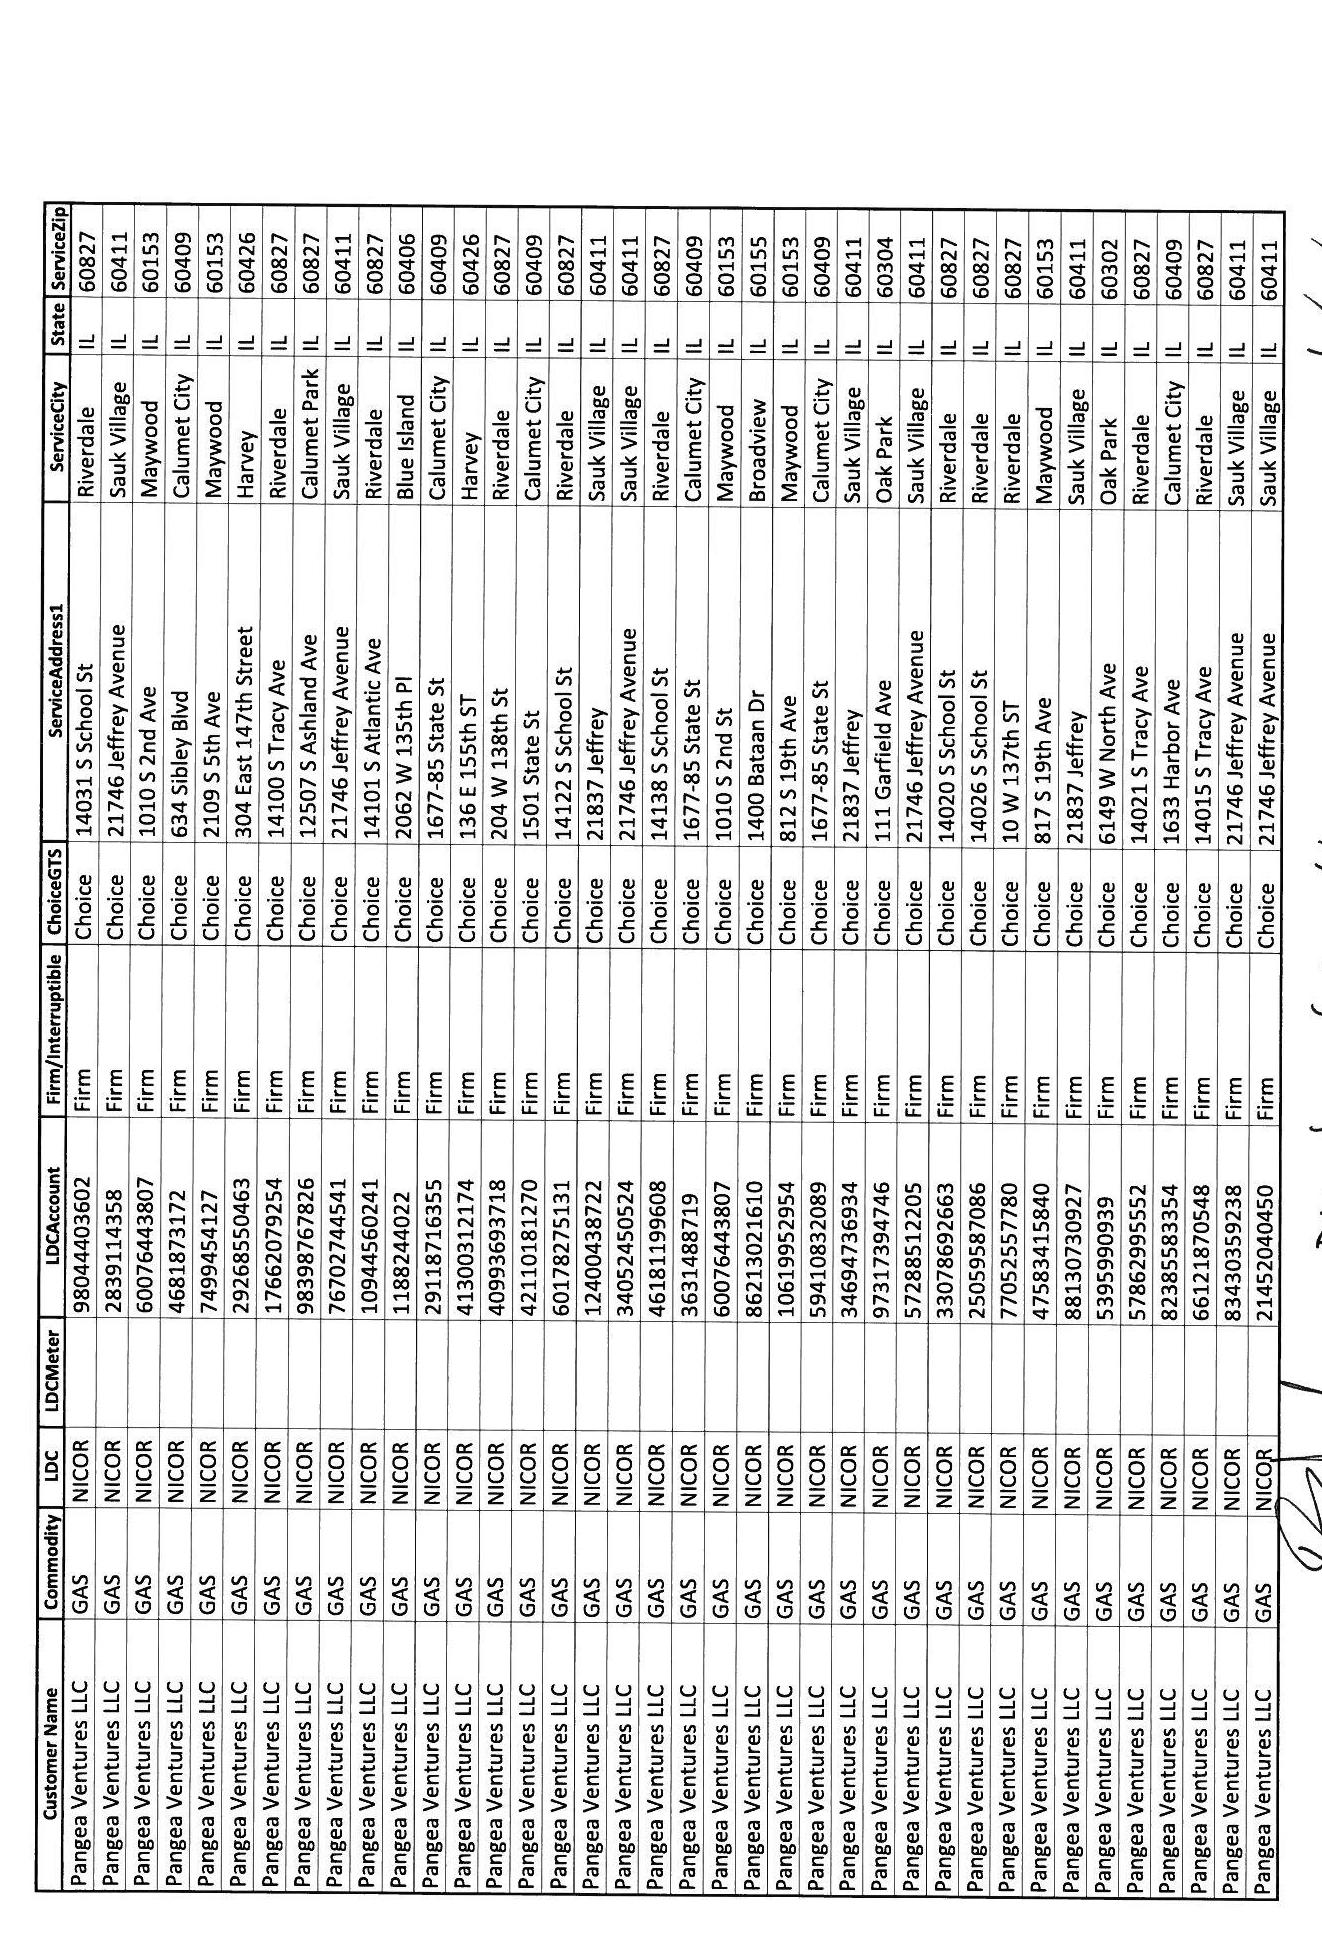 Customer Name Commodity LDC LDCMeter LDCAccount Firm/Interruptible ChoiceGTS ServiceAddress1 ServiceCity State ServiceZip
Pangea Ventures LLC GAS NICOR 98044403602 Firm Choice 14031 S School St Riverdale IL 60827
Pangea Ventures LLC GAS NICOR 2839114358 Firm Choice 21746 Jeffrey Avenue Sauk Village IL 60411
Pangea Ventures LLC GAS NICOR 60076443807 Firm Choice 1010 S 2nd Ave Maywood IL 60153
Pangea Ventures LLC GAS NICOR 4681873172 Firm Choice 634 Sibley Blvd Calumet City IL 60409
Pangea Ventures LLC GAS NICOR 7499454127 Firm Choice 2109 S 5th Ave Maywood IL 60153
Pangea Ventures LLC GAS NICOR 29268550463 Firm Choice 304 East 147th Street Harvey IL 60426
Pangea Ventures LLC GAS NICOR 17662079254 Firm Choice 14100 S Tracy Ave Riverdale IL 60827
Pangea Ventures LLC GAS NICOR 98398767826 Firm Choice 12507 S Ashland Ave Calumet Park IL 60827
Pangea Ventures LLC GAS NICOR 76702744541 Firm Choice 21746 Jeffrey Avenue Sauk Village IL 60411
Pangea Ventures LLC GAS NICOR 10944560241 Firm Choice 14101 S Atlantic Ave Riverdale IL 60827
Pangea Ventures LLC GAS NICOR 1188244022 Firm Choice 2062 W 135th Pl Blue Island IL 60406
Pangea Ventures LLC GAS NICOR 29118716355 Firm Choice 1677-85 State St Calumet City IL 60409
Pangea Ventures LLC GAS NICOR 41300312174 Firm Choice 136 E 155th ST Harvey IL 60426
Pangea Ventures LLC GAS NICOR 40993693718 Firm Choice 204 W 138th St Riverdale IL 60827
Pangea Ventures LLC GAS NICOR 42110181270 Firm Choice 1501 State St Calumet City IL 60409
Pangea Ventures LLC GAS NICOR 60178275131 Firm Choice 14122 S School St Riverdale IL 60827
Pangea Ventures LLC GAS NICOR 12400438722 Firm Choice 21837 Jeffrey Sauk Village IL 60411
Pangea Ventures LLC GAS NICOR 34052450524 Firm Choice 21746 Jeffrey Avenue Sauk Village IL 60411
Pangea Ventures LLC GAS NICOR 46181199608 Firm Choice 14138 S School St Riverdale IL 60827
Pangea Ventures LLC GAS NICOR 3631488719 Firm Choice 1677-85 State St Calumet City IL 60409
Pangea Ventures LLC GAS NICOR 60076443807 Firm Choice 1010 S 2nd St Maywood IL 60153
Pangea Ventures LLC GAS NICOR 86213021610 Firm Choice 1400 Bataan Dr Broadview IL 60155
Pangea Ventures LLC GAS NICOR 10619952954 Firm Choice 812 S 19th Ave Maywood IL 60153
Pangea Ventures LLC GAS NICOR 59410832089 Firm Choice 1677-85 State St Calumet City IL 60409
Pangea Ventures LLC GAS NICOR 34694736934 Firm Choice 21837 Jeffrey Sauk Village IL 60411
Pangea Ventures LLC GAS NICOR 97317394746 Firm Choice 111 Garfield Ave Oak Park IL 60304
Pangea Ventures LLC GAS NICOR 57288512205 Firm Choice 21746 Jeffrey Avenue Sauk Village IL 60411
Pangea Ventures LLC GAS NICOR 33078692663 Firm Choice 14020 S School St Riverdale IL 60827
Pangea Ventures LLC GAS NICOR 25059587086 Firm Choice 14026 S School St Riverdale IL 60827
Pangea Ventures LLC GAS NICOR 77052557780 Firm Choice 10 W 137th ST Riverdale IL 60827
Pangea Ventures LLC GAS NICOR 47583415840 Firm Choice 817 S 19th Ave Maywood IL 60153
Pangea Ventures LLC GAS NICOR 88130730927 Firm Choice 21837 Jeffrey Sauk Village IL 60411
Pangea Ventures LLC GAS NICOR 5395990939 Firm Choice 6149 W North Ave Oak Park IL 60302
Pangea Ventures LLC GAS NICOR 57862995552 Firm Choice 14021 S Tracy Ave Riverdale IL 60827
Pangea Ventures LLC GAS NICOR 82385583354 Firm Choice 1633 Harbor Ave Calumet City IL 60409
Pangea Ventures LLC GAS NICOR 66121870548 Firm Choice 14015 S Tracy Ave Riverdale IL 60827
Pangea Ventures LLC GAS NICOR 83430359238 Firm Choice 21746 Jeffrey Avenue Sauk Village IL 60411
Pangea Ventures LLC GAS NICOR 21452040450 Firm Choice 21746 Jeffrey Avenue Sauk Village IL 60411